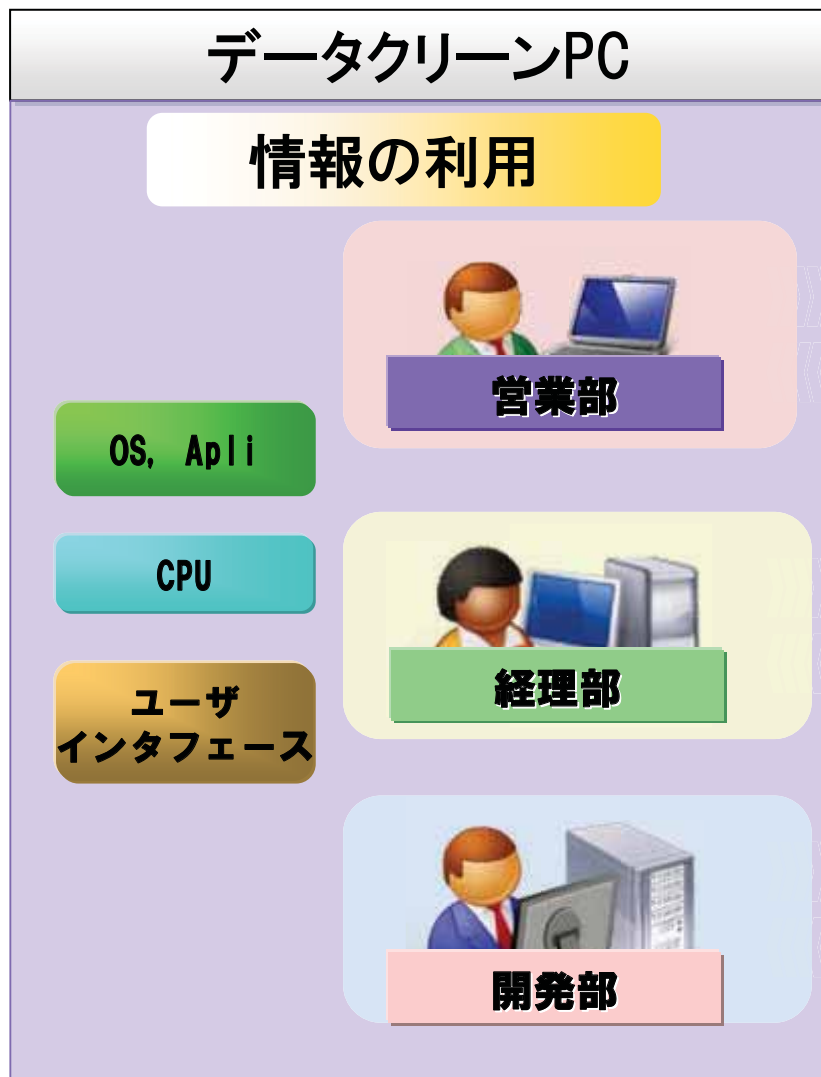 データクリーンPC
情報の利用
営業部
OS, Apli
CPU
経理部
ユーザ
インタフェース
開発部